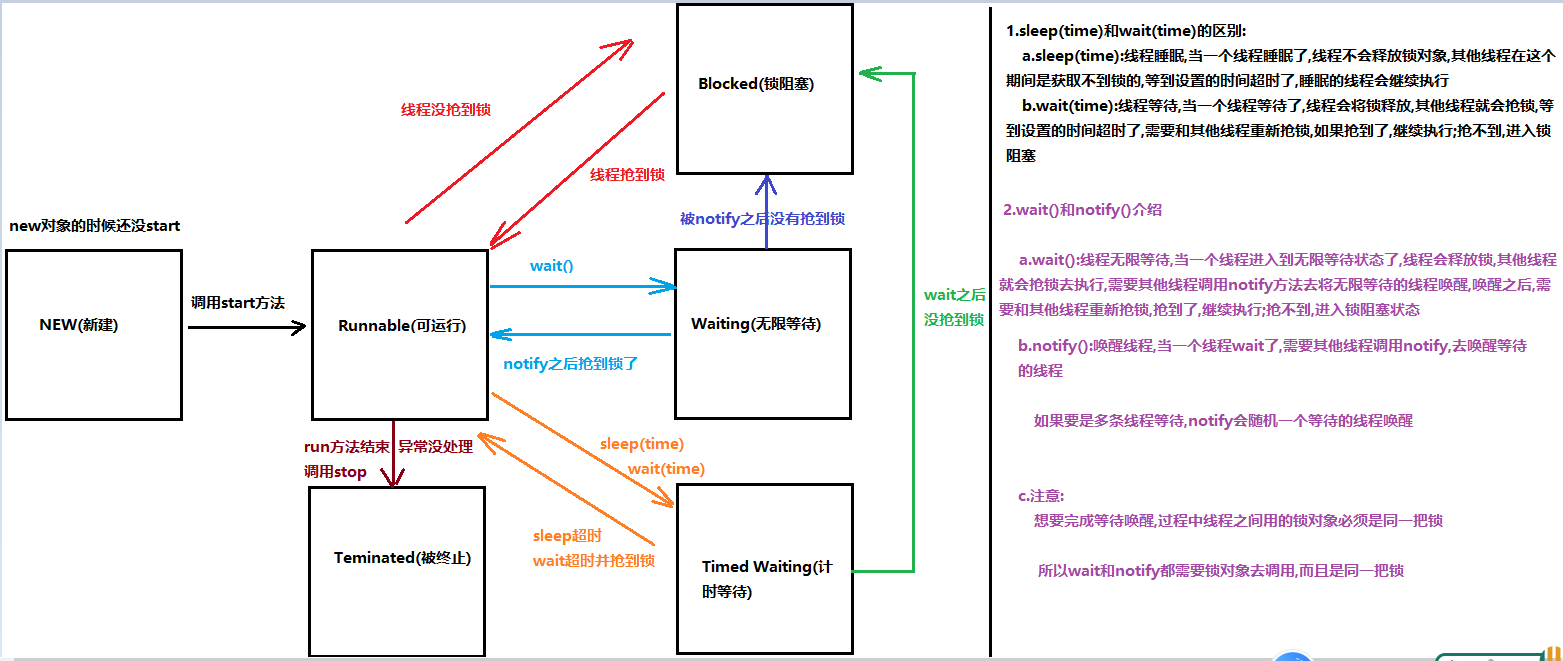 线程没抢到锁
Blocked(锁阻塞)
线程抢到锁
被notify之后没有抢到锁
new对象的时候还没start
NEW(新建)
调用start方法
Runnable(可运行)
wait()
notify之后抢到锁了
Waiting(无限等待)
wait之后
没抢到锁
run方法结束 异常没处理
调用stop
Teminated(被终止)
sleep(time)
wait(time)
sleep超时
wait超时并抢到锁
Timed Waiting(计
时等待)
1.sleep(time)和wait(time)的区别:
a.sleep(time):线程睡眠,当一个线程睡眠了,线程不会释放锁对象,其他线程在这个
期间是获取不到锁的,等到设置的时间超时了,睡眠的线程会继续执行
b.wait(time):线程等待,当一个线程等待了,线程会将锁释放,其他线程就会抢锁,等
到设置的时间超时了,需要和其他线程重新抢锁,如果抢到了,继续执行;抢不到,进入锁
阻塞
2.wait()和notify()介绍
a.wait():线程无限等待,当一个线程进入到无限等待状态了,线程会释放锁,其他线程
就会抢锁去执行,需要其他线程调用notify方法去将无限等待的线程唤醒,唤醒之后,需
要和其他线程重新抢锁,抢到了,继续执行;抢不到,进入锁阻塞状态
b.notify():唤醒线程,当一个线程wait了,需要其他线程调用notify,去唤醒等待
的线程
如果要是多条线程等待,notify会随机一个等待的线程唤醒
c.注意:
想要完成等待唤醒,过程中线程之间用的锁对象必须是同一把锁
所以wait和notify都需要锁对象去调用,而且是同一把锁